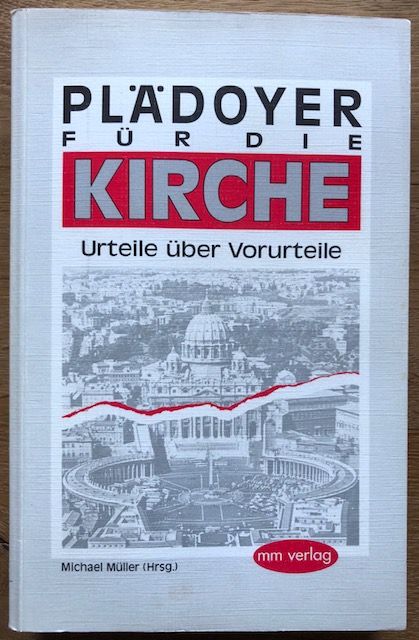 PLÄDOYER
FÜR DIE
KIRCHE
Urteile über Vorurteile
Michael Müller (Hrsg.)
mm verlag